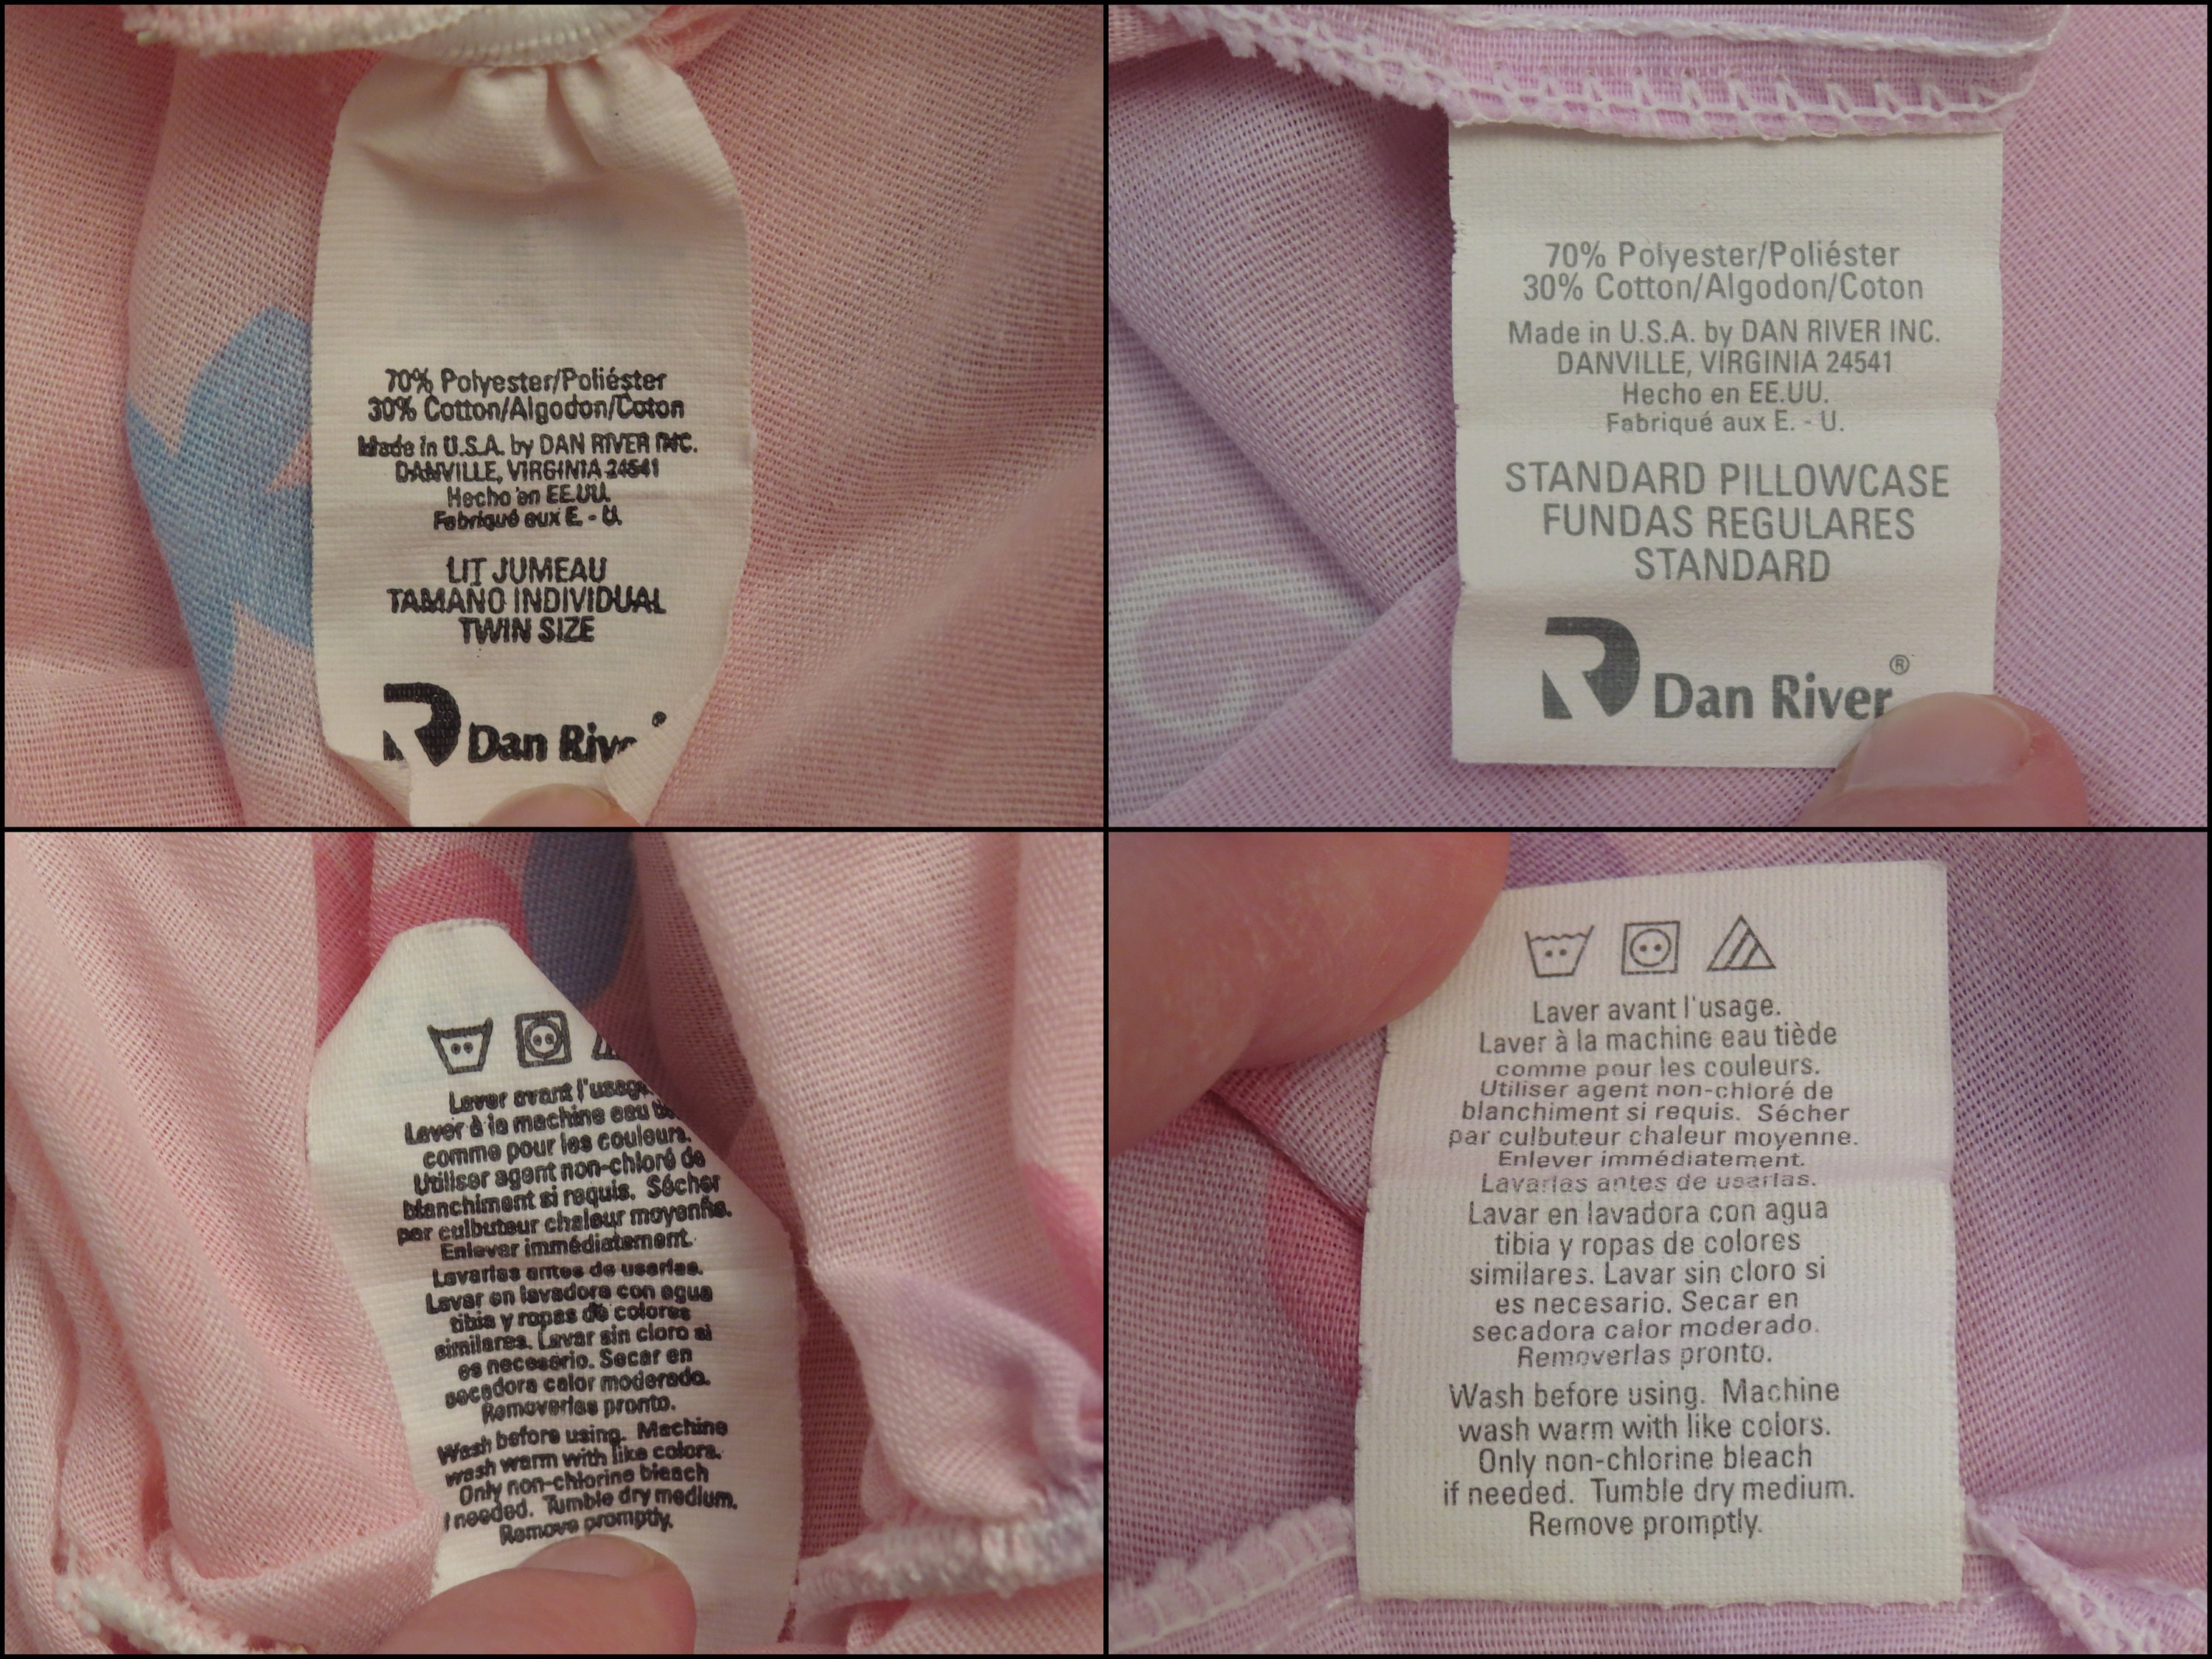 70% Polyester/Poliéster
30% Cotton/Algodon/Coton
Made in U.S.A. by DAN RIVER INC.
DANVILLE, VIRGINIA 24541
Hecho en EE.UU.
Fabriqué aux E. - U.
LIT JUMEAU
TAMAÑO INDIVIDUAL
TWIN SIZE
Dan Rive
70% Polyester/Poliéster
30% Cotton/Algodon/Coton
Made in U.S.A. by DAN RIVER INC.
DANVILLE, VIRGINIA 24541
Hecho en EE.UU.
Fabriqué aux E. - U.
STANDARD PILLOWCASE
FUNDAS REGULARES
STANDARD
Dan River®
Laver avant l'usage
Laver à la machine eau
comme pour les couleurs.
Utiliser agent non-chloré de
blanchiment si requis. Sécher
par culbuteur chaleur moyenne.
Enlever immédiatement.
Lavarlas antes de usarlas.
Lavar en lavadora con agua
tibia y ropas de colores
similares. Lavar sin cloro si
es necesario. Secar en
secadora calor moderado.
Removerlas pronto.
Wash before using. Machine
wash warm with like colors.
Only non-chlorine bleach
if needed. Tumble dry medium.
Remove promptly.
Laver avant l'usage.
Laver à la machine eau tiède
comme pour les couleurs.
Utiliser agent non-chloré de
blanchiment si requis. Sécher
par culbuteur chaleur moyenne.
Enlever immédiatement.
Lavarlas antes de usarlas.
Lavar en lavadora con agua
tibia y ropas de colores
similares. Lavar sin cloro si
es necesario. Secar en
secadora calor moderado.
Removerlas pronto.
Wash before using. Machine
wash warm with like colors.
Only non-chlorine bleach
if needed. Tumble dry medium.
Remove promptly.